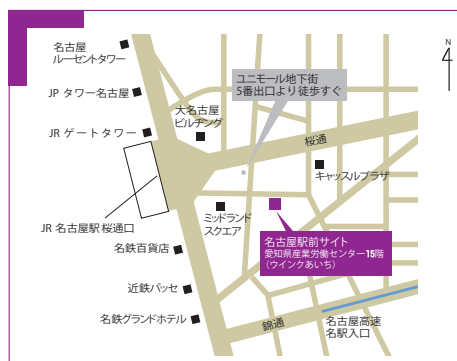 名古屋
ルーセントタワー
N
ユニモール地下街
5番出口より徒歩すぐ
JP タワー名古屋
大名古屋
ビルヂング
JR ゲートタワー
桜通
キャッスルプラザ
ミッドランド
スクエア
JR 名古屋駅桜通口
名古屋駅前サイト
愛知県産業労働センター15階
(ウインクあいち)
名鉄百貨店
近鉄パッセ
名鉄グランドホテル
錦通
名古屋高速
名駅入口